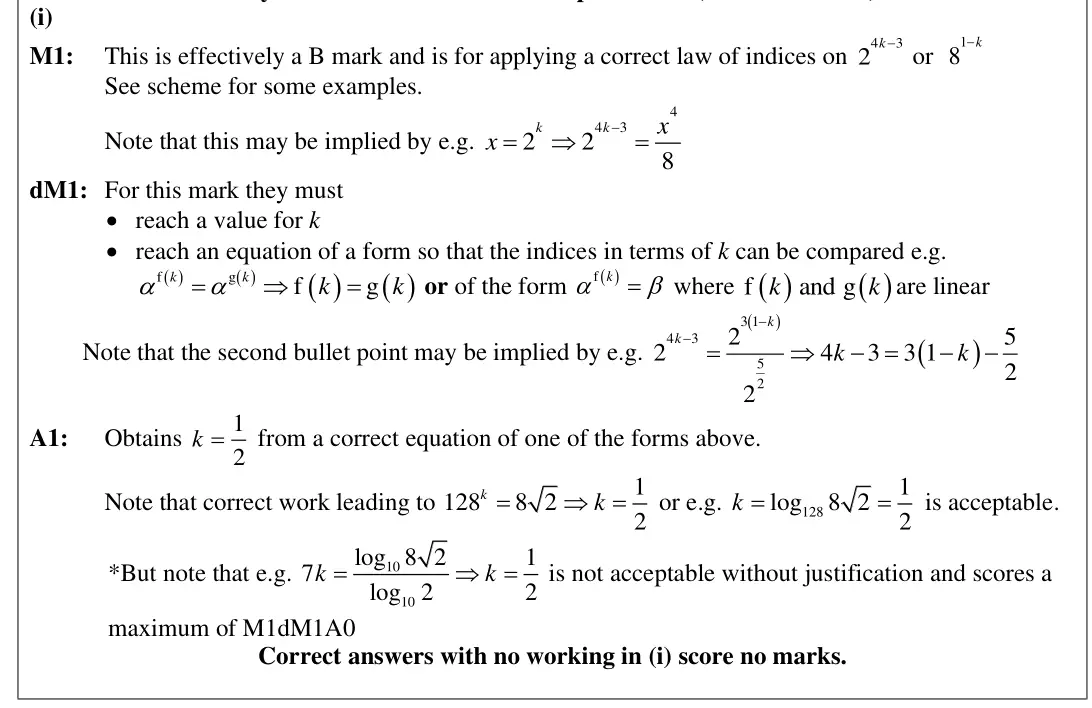 (i)
M1: This is effectively a B mark and is for applying a correct law of indices on 2^{4k−3} or 8^{1−k}
See scheme for some examples.
Note that this may be implied by e.g. x = 2^k ⇒ 2^{4k−3} = x^4/8
dM1: For this mark they must
• reach a value for k
• reach an equation of a form so that the indices in terms of k can be compared e.g.
α^{f(k)} = α^{g(k)} ⇒ f(k) = g(k) or of the form α^{f(k)} = β where f(k) and g(k) are linear
Note that the second bullet point may be implied by e.g. 2^{4k−3} = 2^{3(1−k)}/2^{5/2} ⇒ 4k − 3 = 3(1 − k) − 5/2
A1: Obtains k = 1/2 from a correct equation of one of the forms above.
Note that correct work leading to 128^k = 8√2 ⇒ k = 1/2 or e.g. k = log_{128} 8√2 = 1/2 is acceptable.
*But note that e.g. 7k = log_{10} 8√2 / log_{10} 2 ⇒ k = 1/2 is not acceptable without justification and scores a
maximum of M1dM1A0
Correct answers with no working in (i) score no marks.